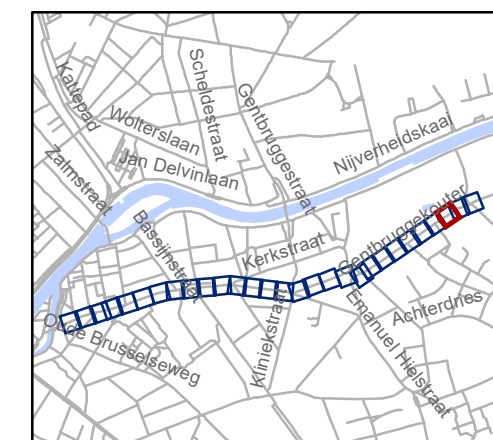 Kattepad
Scheldestraat
Gentbruggestraat
Wolterslaan
Jan Delvinlaan
Nijverheidskaai
Zalmstraat
Bassijnstraat
Kerkstraat
Gentbruggekouter
Kliniekstraat
Emanuel Hielstraat
Achterdries
Oude Brusselseweg